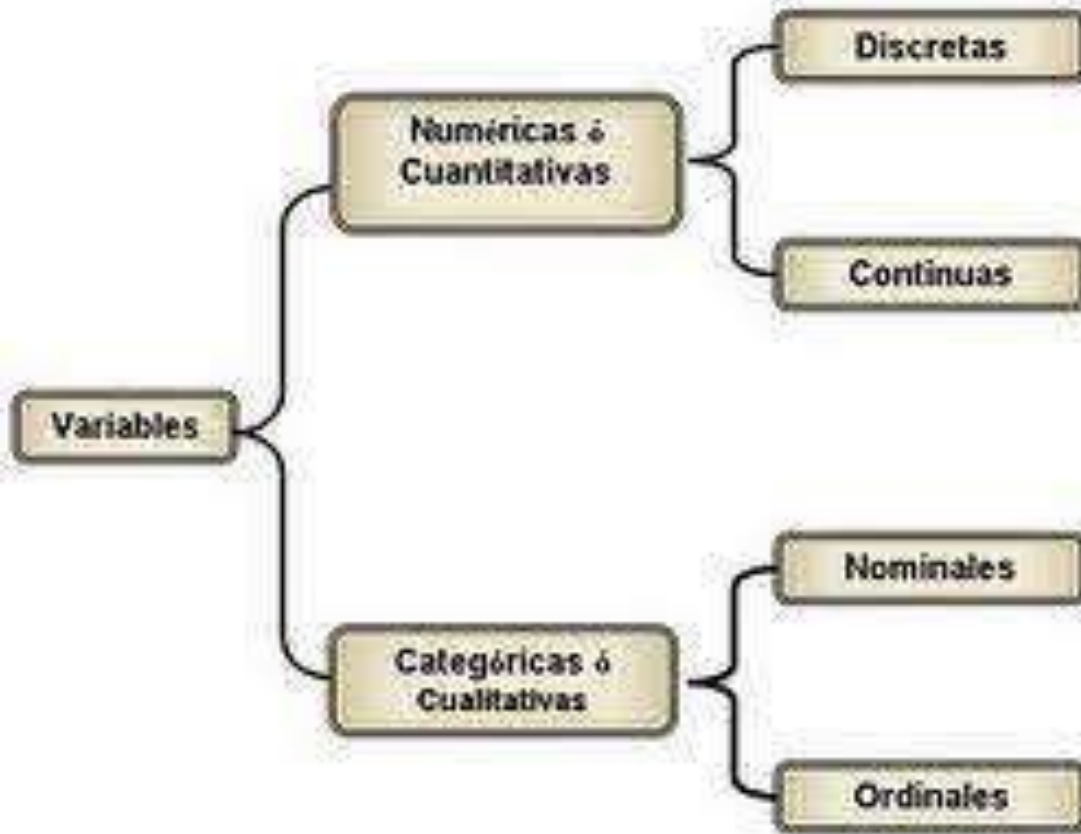 Discretas
Numéricas ó
Cuantitativas
Continuas
Variables
Nominales
Categóricas ó
Cualitativas
Ordinales